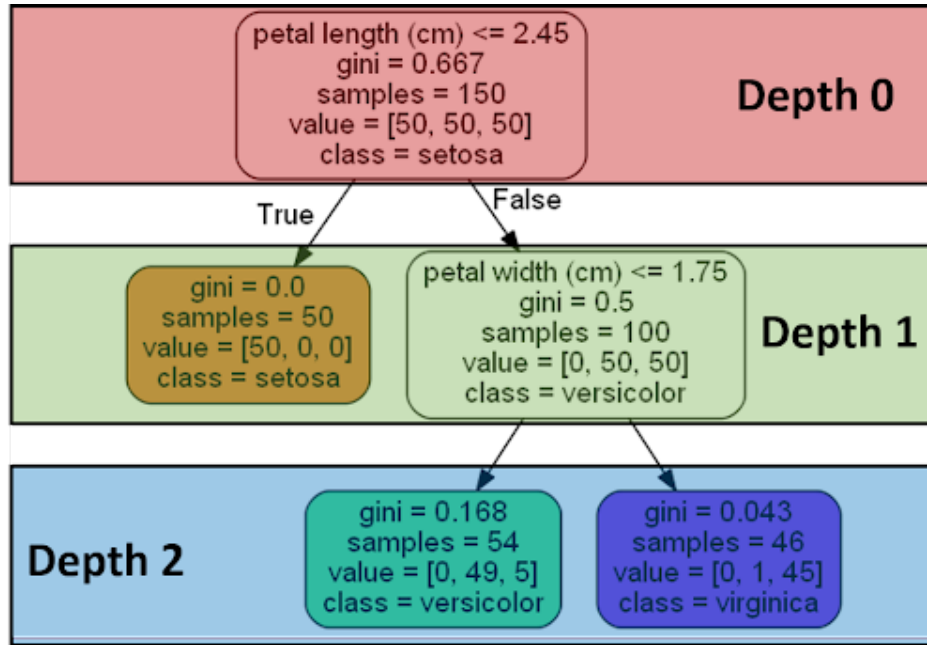 petal length (cm) <= 2.45
gini = 0.667
samples = 150
value = [50, 50, 50]
class = setosa
Depth 0
True
False
gini = 0.0
samples = 50
value = [50, 0, 0]
class = setosa
petal width (cm) <= 1.75
gini = 0.5
samples = 100
value = [0, 50, 50]
class = versicolor
Depth 1
Depth 2
gini = 0.168
samples = 54
value = [0, 49, 5]
class = versicolor
gini = 0.043
samples = 46
value = [0, 1, 45]
class = virginica